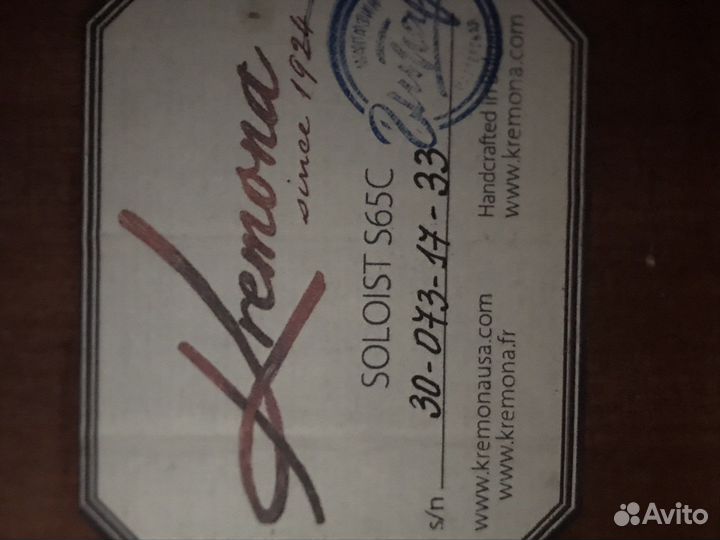 Kremona
since 1924
SOLOIST S65C
s/n 30-073-17-33
www.kremonausa.com
www.kremona.fr
Handcrafted in
www.kremona.com
Avito